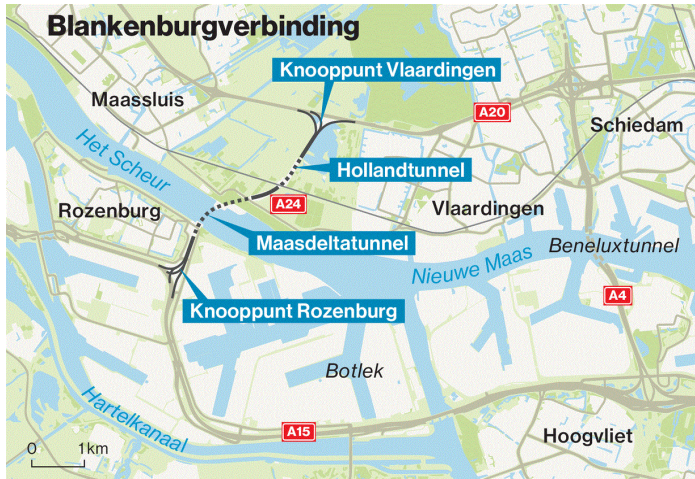 Blankenburgverbinding
Knooppunt Vlaardingen
Maassluis
A20
Schiedam
Het Scheur
Hollandtunnel
A24
Rozenburg
Vlaardingen
Maasdeltatunnel
Beneluxtunnel
Nieuwe Maas
A4
Knooppunt Rozenburg
Botlek
Hartelkanaal
A15
Hoogvliet
0 1km